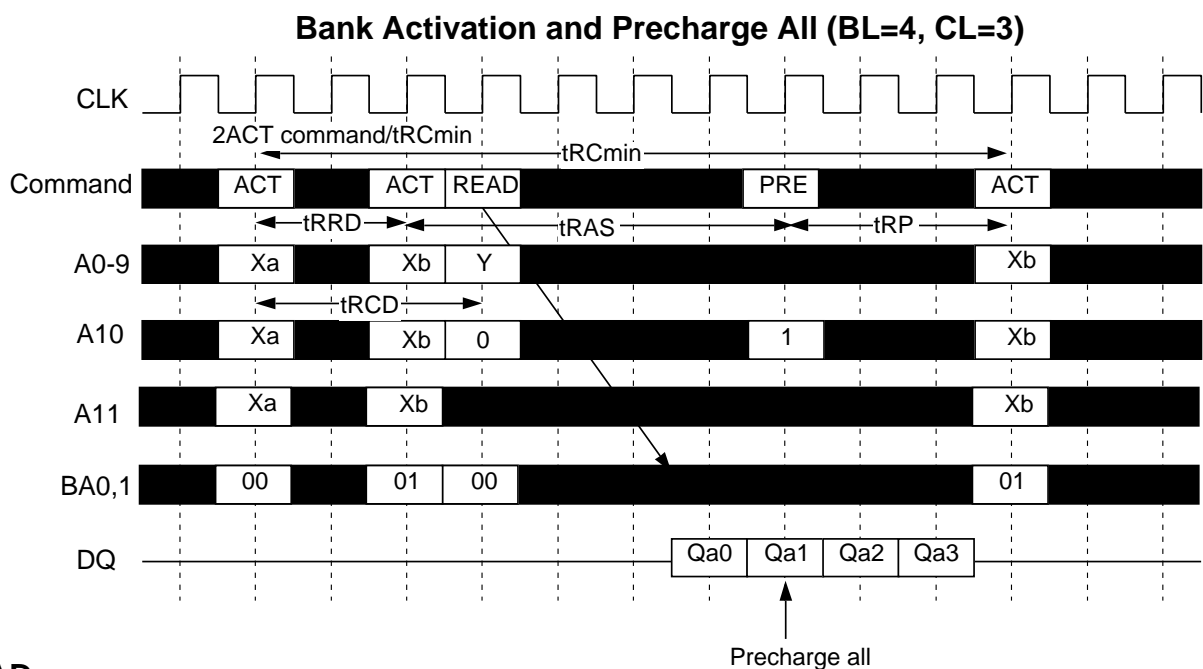 Bank Activation and Precharge All (BL=4, CL=3)
CLK
2ACT command/tRCmin
tRCmin
Command ACT ACT READ PRE ACT
tRRD tRAS tRP
A0-9 Xa Xb Y Xb
tRCD
A10 Xa Xb 0 1 Xb
A11 Xa Xb Xb
BA0,1 00 01 00 01
DQ Qa0 Qa1 Qa2 Qa3
Precharge all